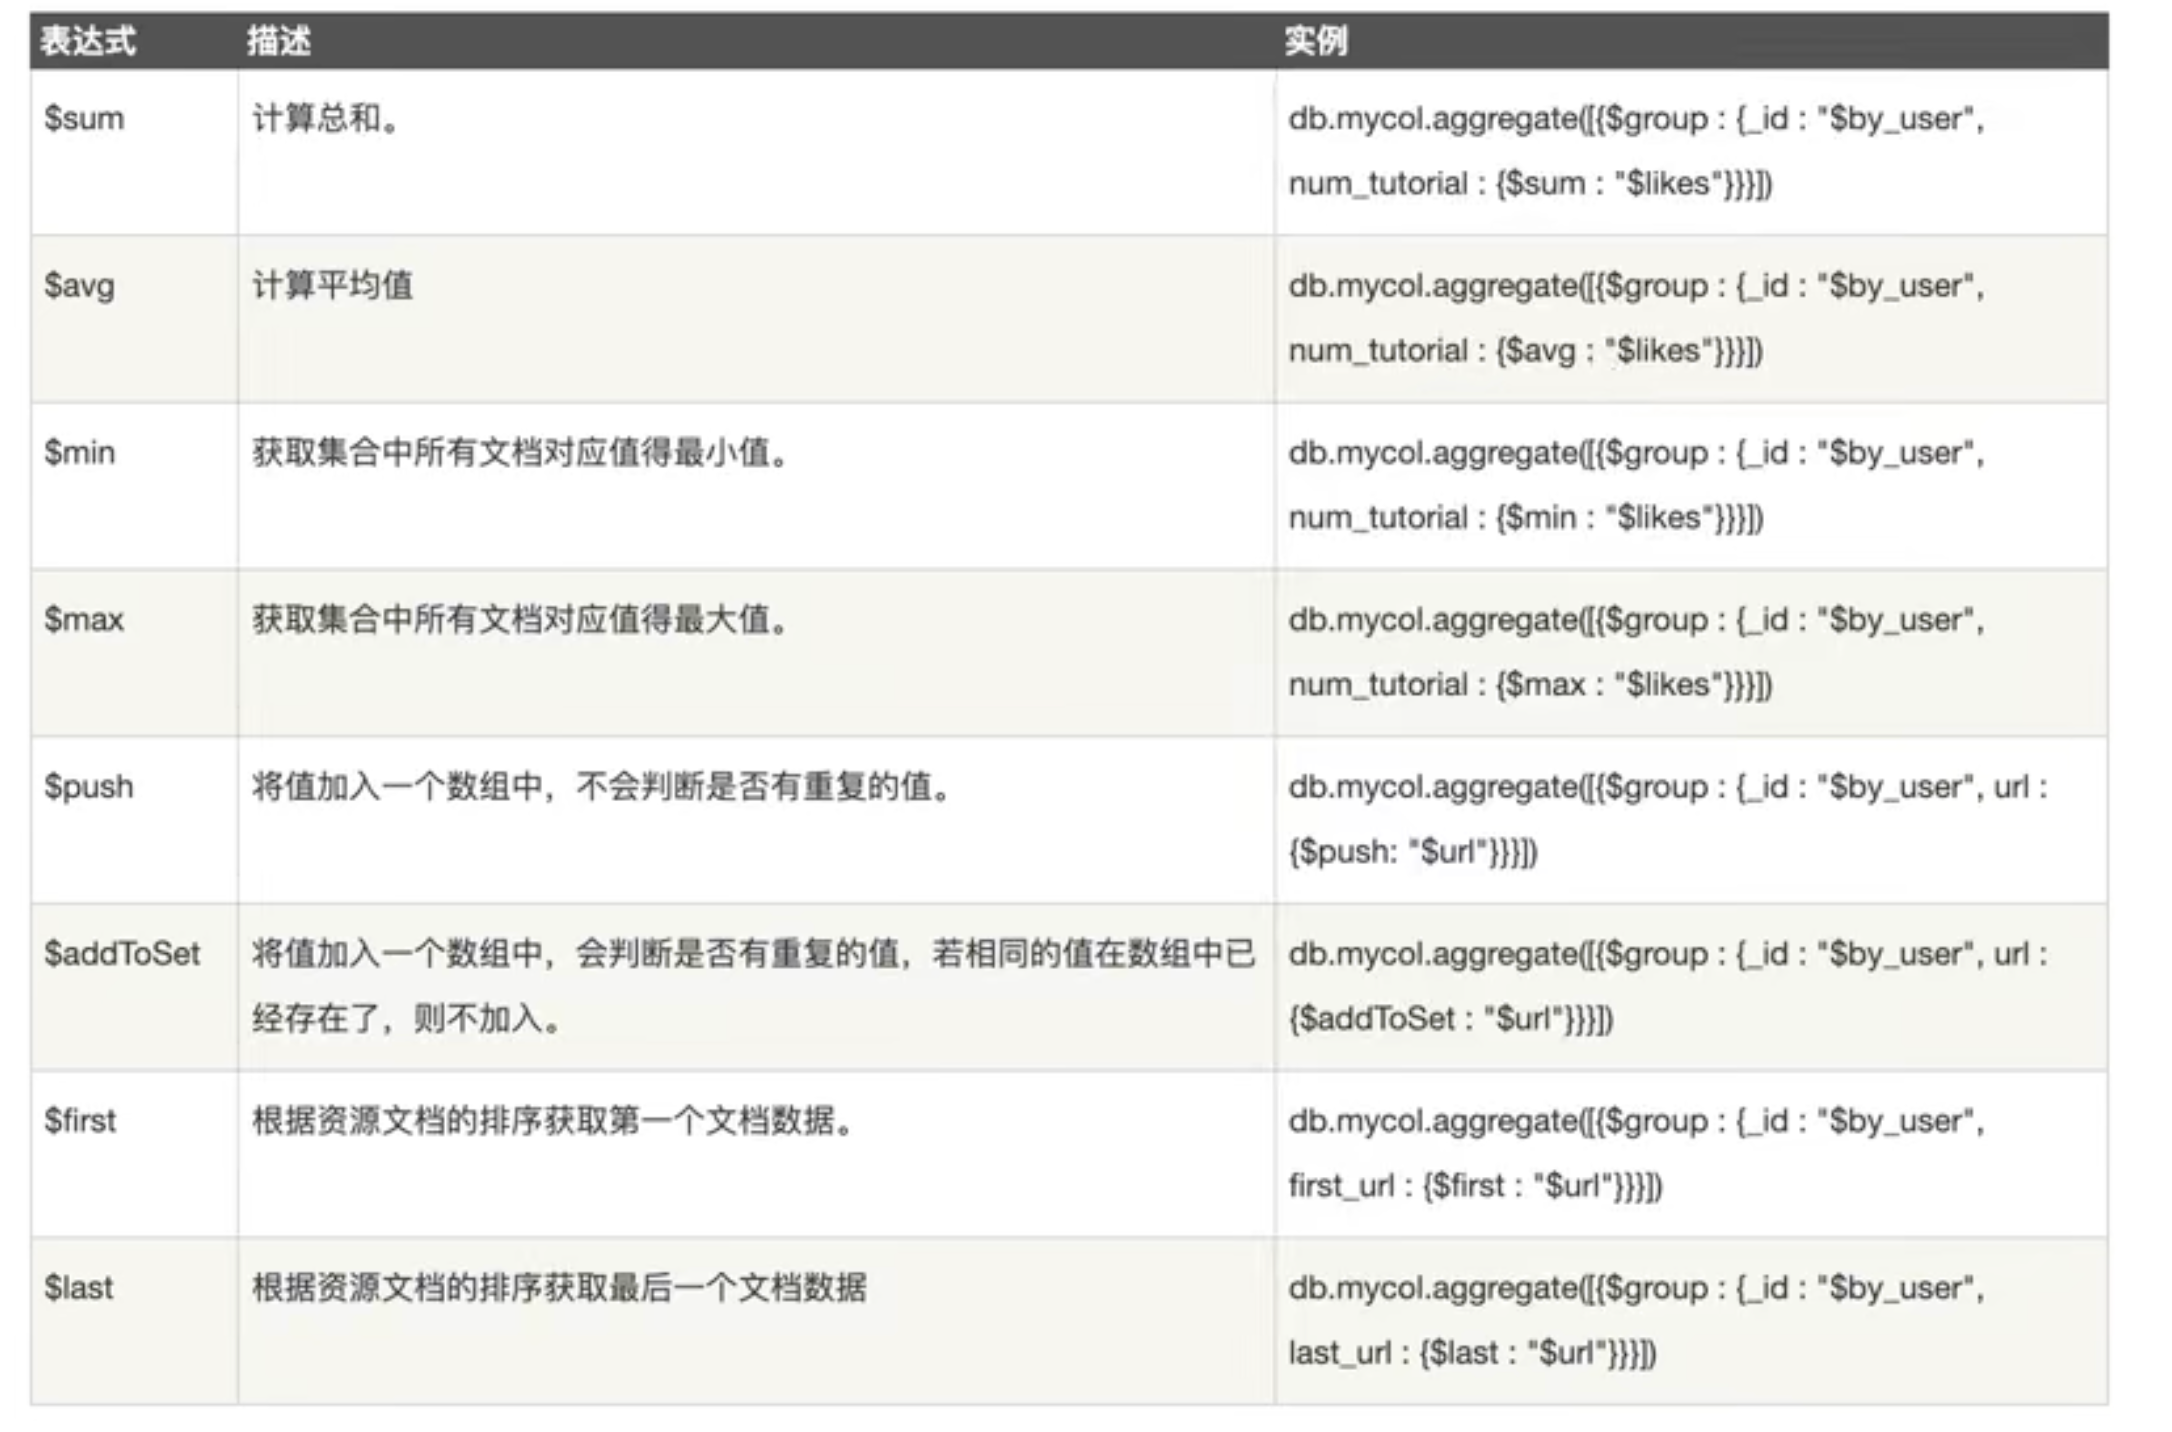 表达式 描述 实例
$sum 计算总和。 db.mycol.aggregate([{$group : {_id : "$by_user",
num_tutorial : {$sum : "$likes"}}}])
$avg 计算平均值 db.mycol.aggregate([{$group : {_id : "$by_user",
num_tutorial : {$avg : "$likes"}}}])
$min 获取集合中所有文档对应值得最小值。 db.mycol.aggregate([{$group : {_id : "$by_user",
num_tutorial : {$min : "$likes"}}}])
$max 获取集合中所有文档对应值得最大值。 db.mycol.aggregate([{$group : {_id : "$by_user",
num_tutorial : {$max : "$likes"}}}])
$push 将值加入一个数组中，不会判断是否有重复的值。 db.mycol.aggregate([{$group : {_id : "$by_user", url :
{$push: "$url"}}}])
$addToSet 将值加入一个数组中，会判断是否有重复的值，若相同的值在数组中已 db.mycol.aggregate([{$group : {_id : "$by_user", url :
经存在了，则不加入。 {$addToSet : "$url"}}}])
$first 根据资源文档的排序获取第一个文档数据。 db.mycol.aggregate([{$group : {_id : "$by_user",
first_url : {$first : "$url"}}}])
$last 根据资源文档的排序获取最后一个文档数据 db.mycol.aggregate([{$group : {_id : "$by_user",
last_url : {$last : "$url"}}}])